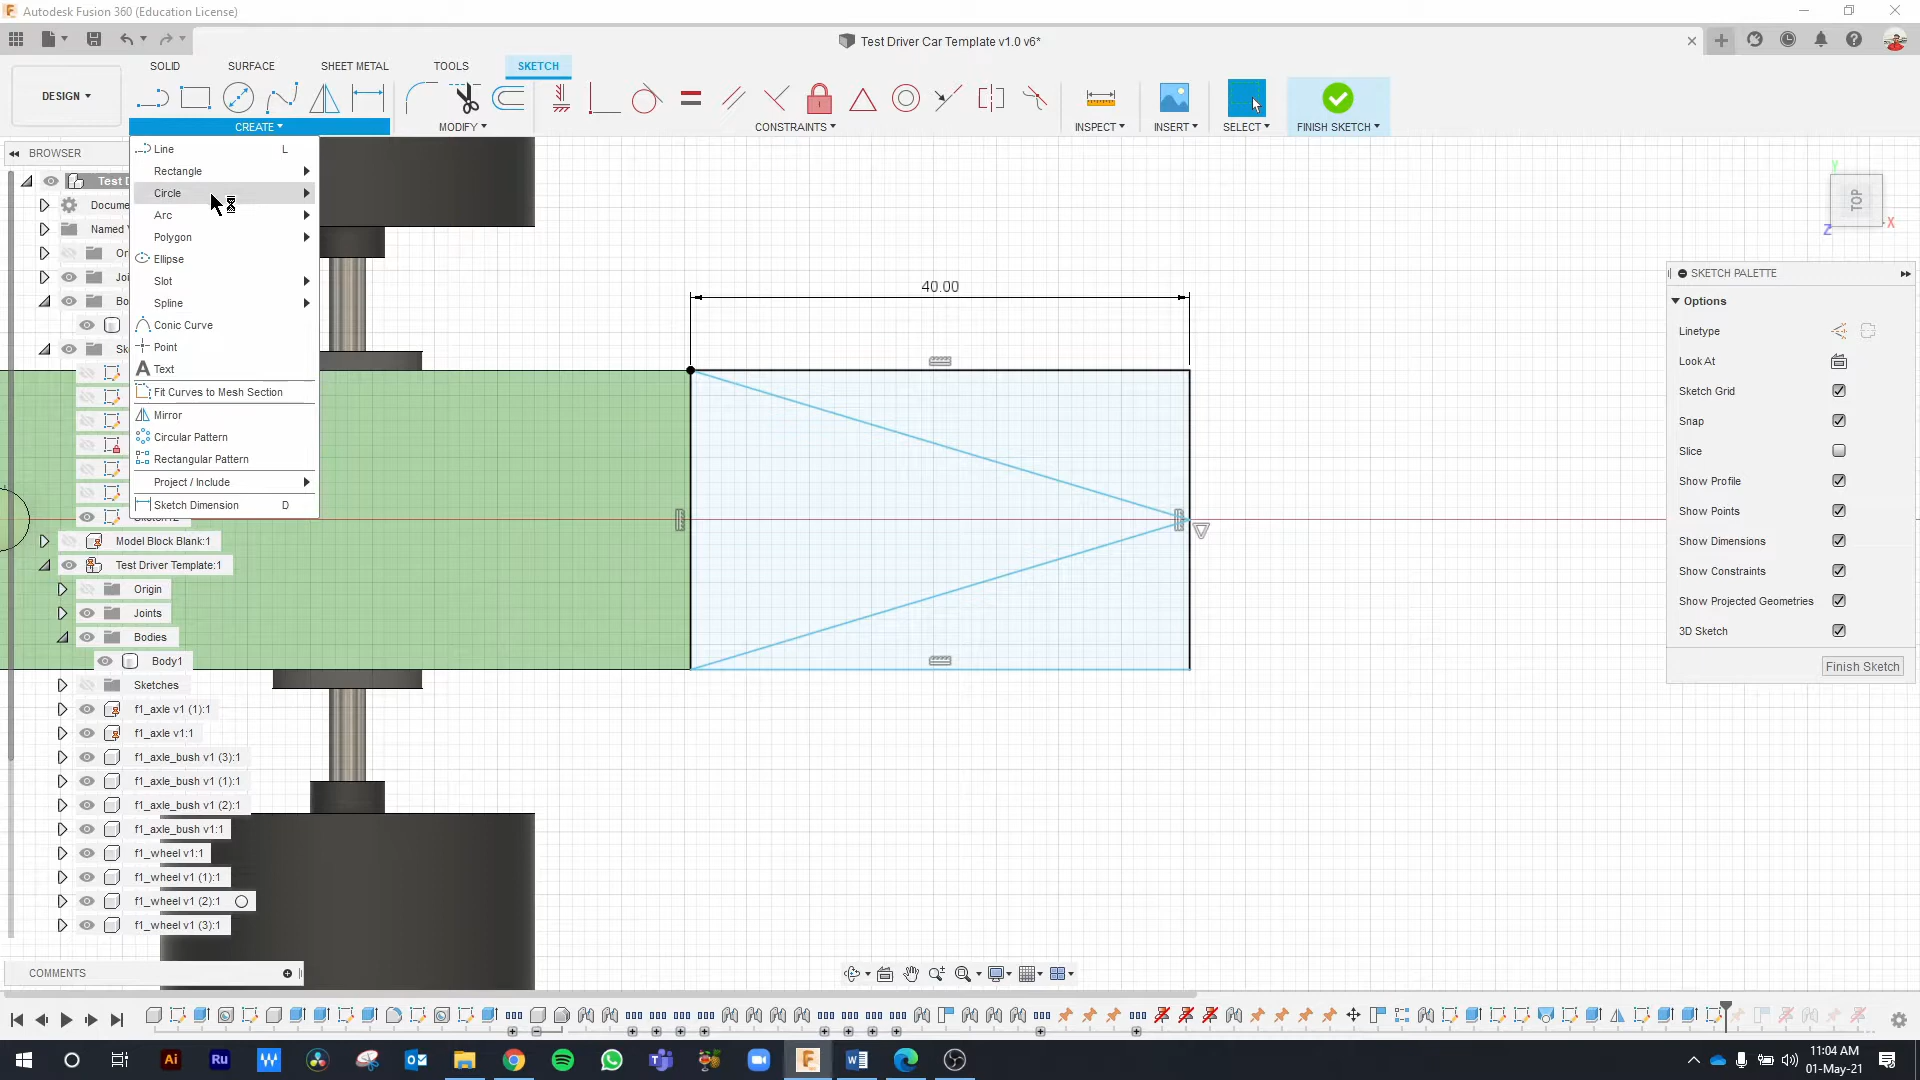 Autodesk Fusion 360 (Education License)
Test Driver Car Template v1.0 v6*
SOLID SURFACE SHEET METAL TOOLS SKETCH
DESIGN
CREATE MODIFY CONSTRAINTS INSPECT INSERT SELECT FINISH SKETCH
BROWSER
Line L
Rectangle
Circle
Arc
Polygon
Ellipse
Slot
Spline
Conic Curve
Point
Text
Fit Curves to Mesh Section
Mirror
Circular Pattern
Rectangular Pattern
Project / Include
Sketch Dimension D
Test D
Docume
Named V
Or
Joi
Bo
Sk
Model Block Blank:1
Test Driver Template:1
Origin
Joints
Bodies
Body1
Sketches
f1_axle v1 (1):1
f1_axle v1:1
f1_axle_bush v1 (3):1
f1_axle_bush v1 (1):1
f1_axle_bush v1 (2):1
f1_axle_bush v1:1
f1_wheel v1:1
f1_wheel v1 (1):1
f1_wheel v1 (2):1
f1_wheel v1 (3):1
COMMENTS
40.00
Y
TOP
Z
-X
SKETCH PALETTE
Options
Linetype
Look At
Sketch Grid
Snap
Slice
Show Profile
Show Points
Show Dimensions
Show Constraints
Show Projected Geometries
3D Sketch
Finish Sketch
Ai Ru W F
11:04 AM
01-May-21